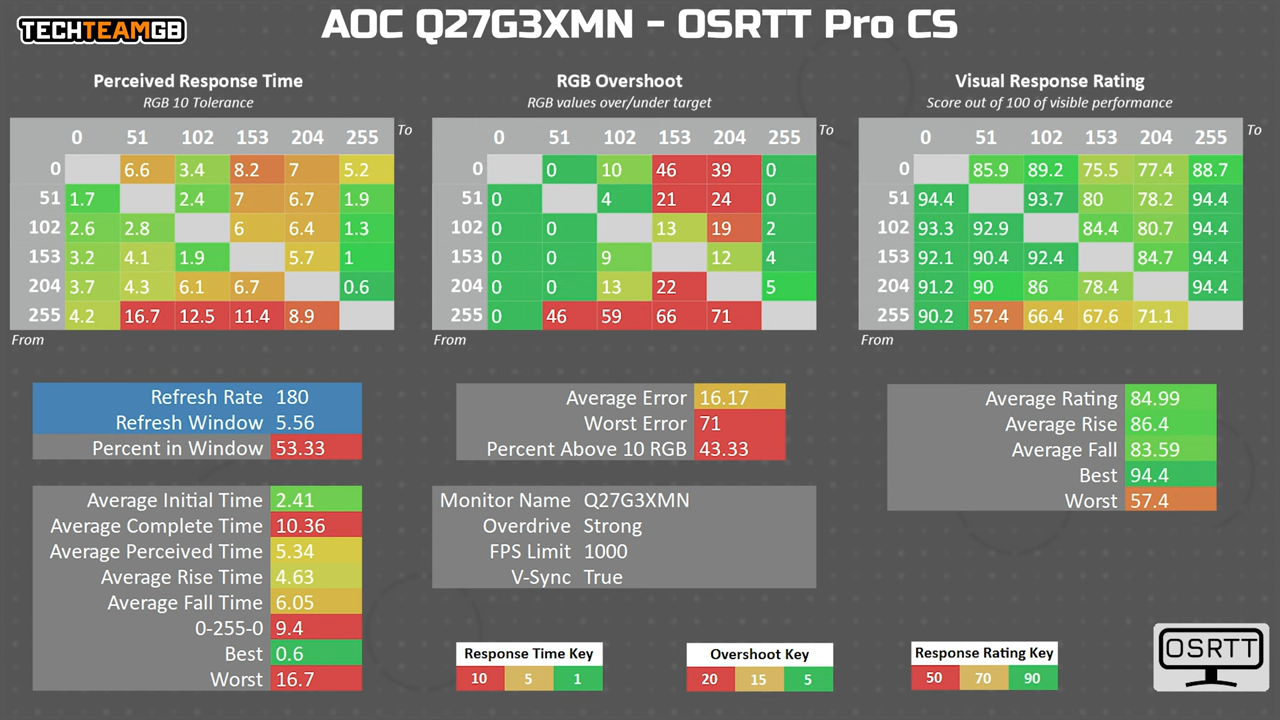 TECHTEAMGB
AOC Q27G3XMN – OSRTT Pro CS
Perceived Response Time
RGB 10 Tolerance
0 51 102 153 204 255 To
0 6.6 3.4 8.2 7 5.2
51 1.7 2.4 7 6.7 1.9
102 2.6 2.8 6 6.4 1.3
153 3.2 4.1 1.9 5.7 1
204 3.7 4.3 6.1 6.7 0.6
255 4.2 16.7 12.5 11.4 8.9
From
RGB Overshoot
RGB values over/under target
0 51 102 153 204 255 To
0 0 10 46 39 0
51 0 4 21 24 0
102 0 0 13 19 2
153 0 0 9 12 4
204 0 0 13 22 5
255 0 46 59 66 71
From
Visual Response Rating
Score out of 100 of visible performance
0 51 102 153 204 255 To
0 85.9 89.2 75.5 77.4 88.7
51 94.4 93.7 80 78.2 94.4
102 93.3 92.9 84.4 80.7 94.4
153 92.1 90.4 92.4 84.7 94.4
204 91.2 90 86 78.4 94.4
255 90.2 57.4 66.4 67.6 71.1
From
Refresh Rate 180
Refresh Window 5.56
Percent in Window 53.33
Average Initial Time 2.41
Average Complete Time 10.36
Average Perceived Time 5.34
Average Rise Time 4.63
Average Fall Time 6.05
0-255-0 9.4
Best 0.6
Worst 16.7
Average Error 16.17
Worst Error 71
Percent Above 10 RGB 43.33
Monitor Name Q27G3XMN
Overdrive Strong
FPS Limit 1000
V-Sync True
Average Rating 84.99
Average Rise 86.4
Average Fall 83.59
Best 94.4
Worst 57.4
Response Time Key
10 5 1
Overshoot Key
20 15 5
Response Rating Key
50 70 90
OSRTT